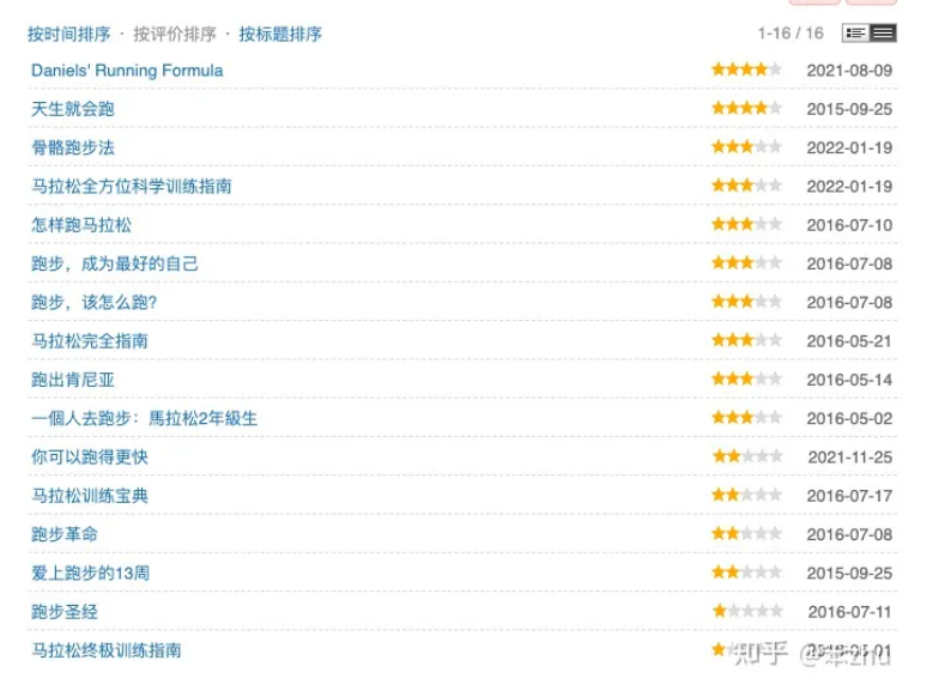 按时间排序 · 按评价排序 · 按标题排序 1-16 / 16
Daniels' Running Formula 2021-08-09
天生就会跑 2015-09-25
骨骼跑步法 2022-01-19
马拉松全方位科学训练指南 2022-01-19
怎样跑马拉松 2016-07-10
跑步，成为最好的自己 2016-07-08
跑步，该怎么跑? 2016-07-08
马拉松完全指南 2016-05-21
跑出肯尼亚 2016-05-14
一個人去跑步：馬拉松2年級生 2016-05-02
你可以跑得更快 2021-11-25
马拉松训练宝典 2016-07-17
跑步革命 2016-07-08
爱上跑步的13周 2015-09-25
跑步圣经 2016-07-11
马拉松终极训练指南
知乎 @笨zhu